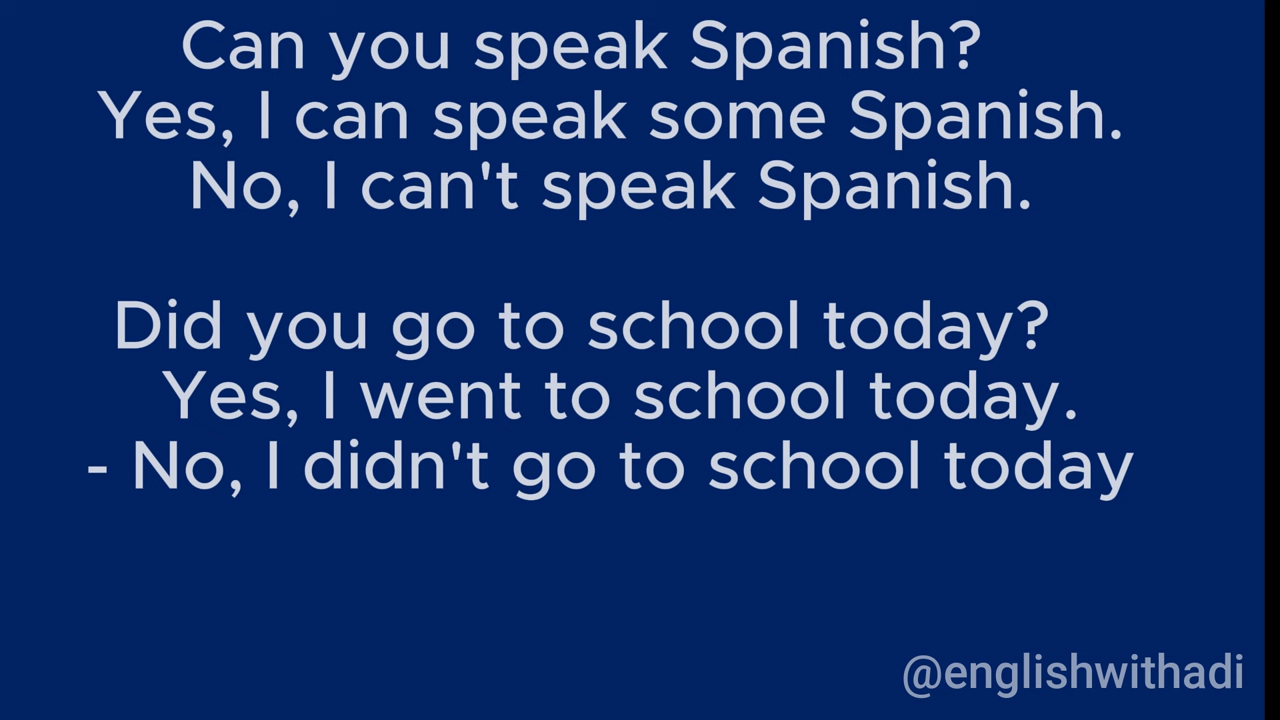 Can you speak Spanish?
Yes, I can speak some Spanish.
No, I can't speak Spanish.
Did you go to school today?
Yes, I went to school today.
- No, I didn't go to school today
@englishwithadi